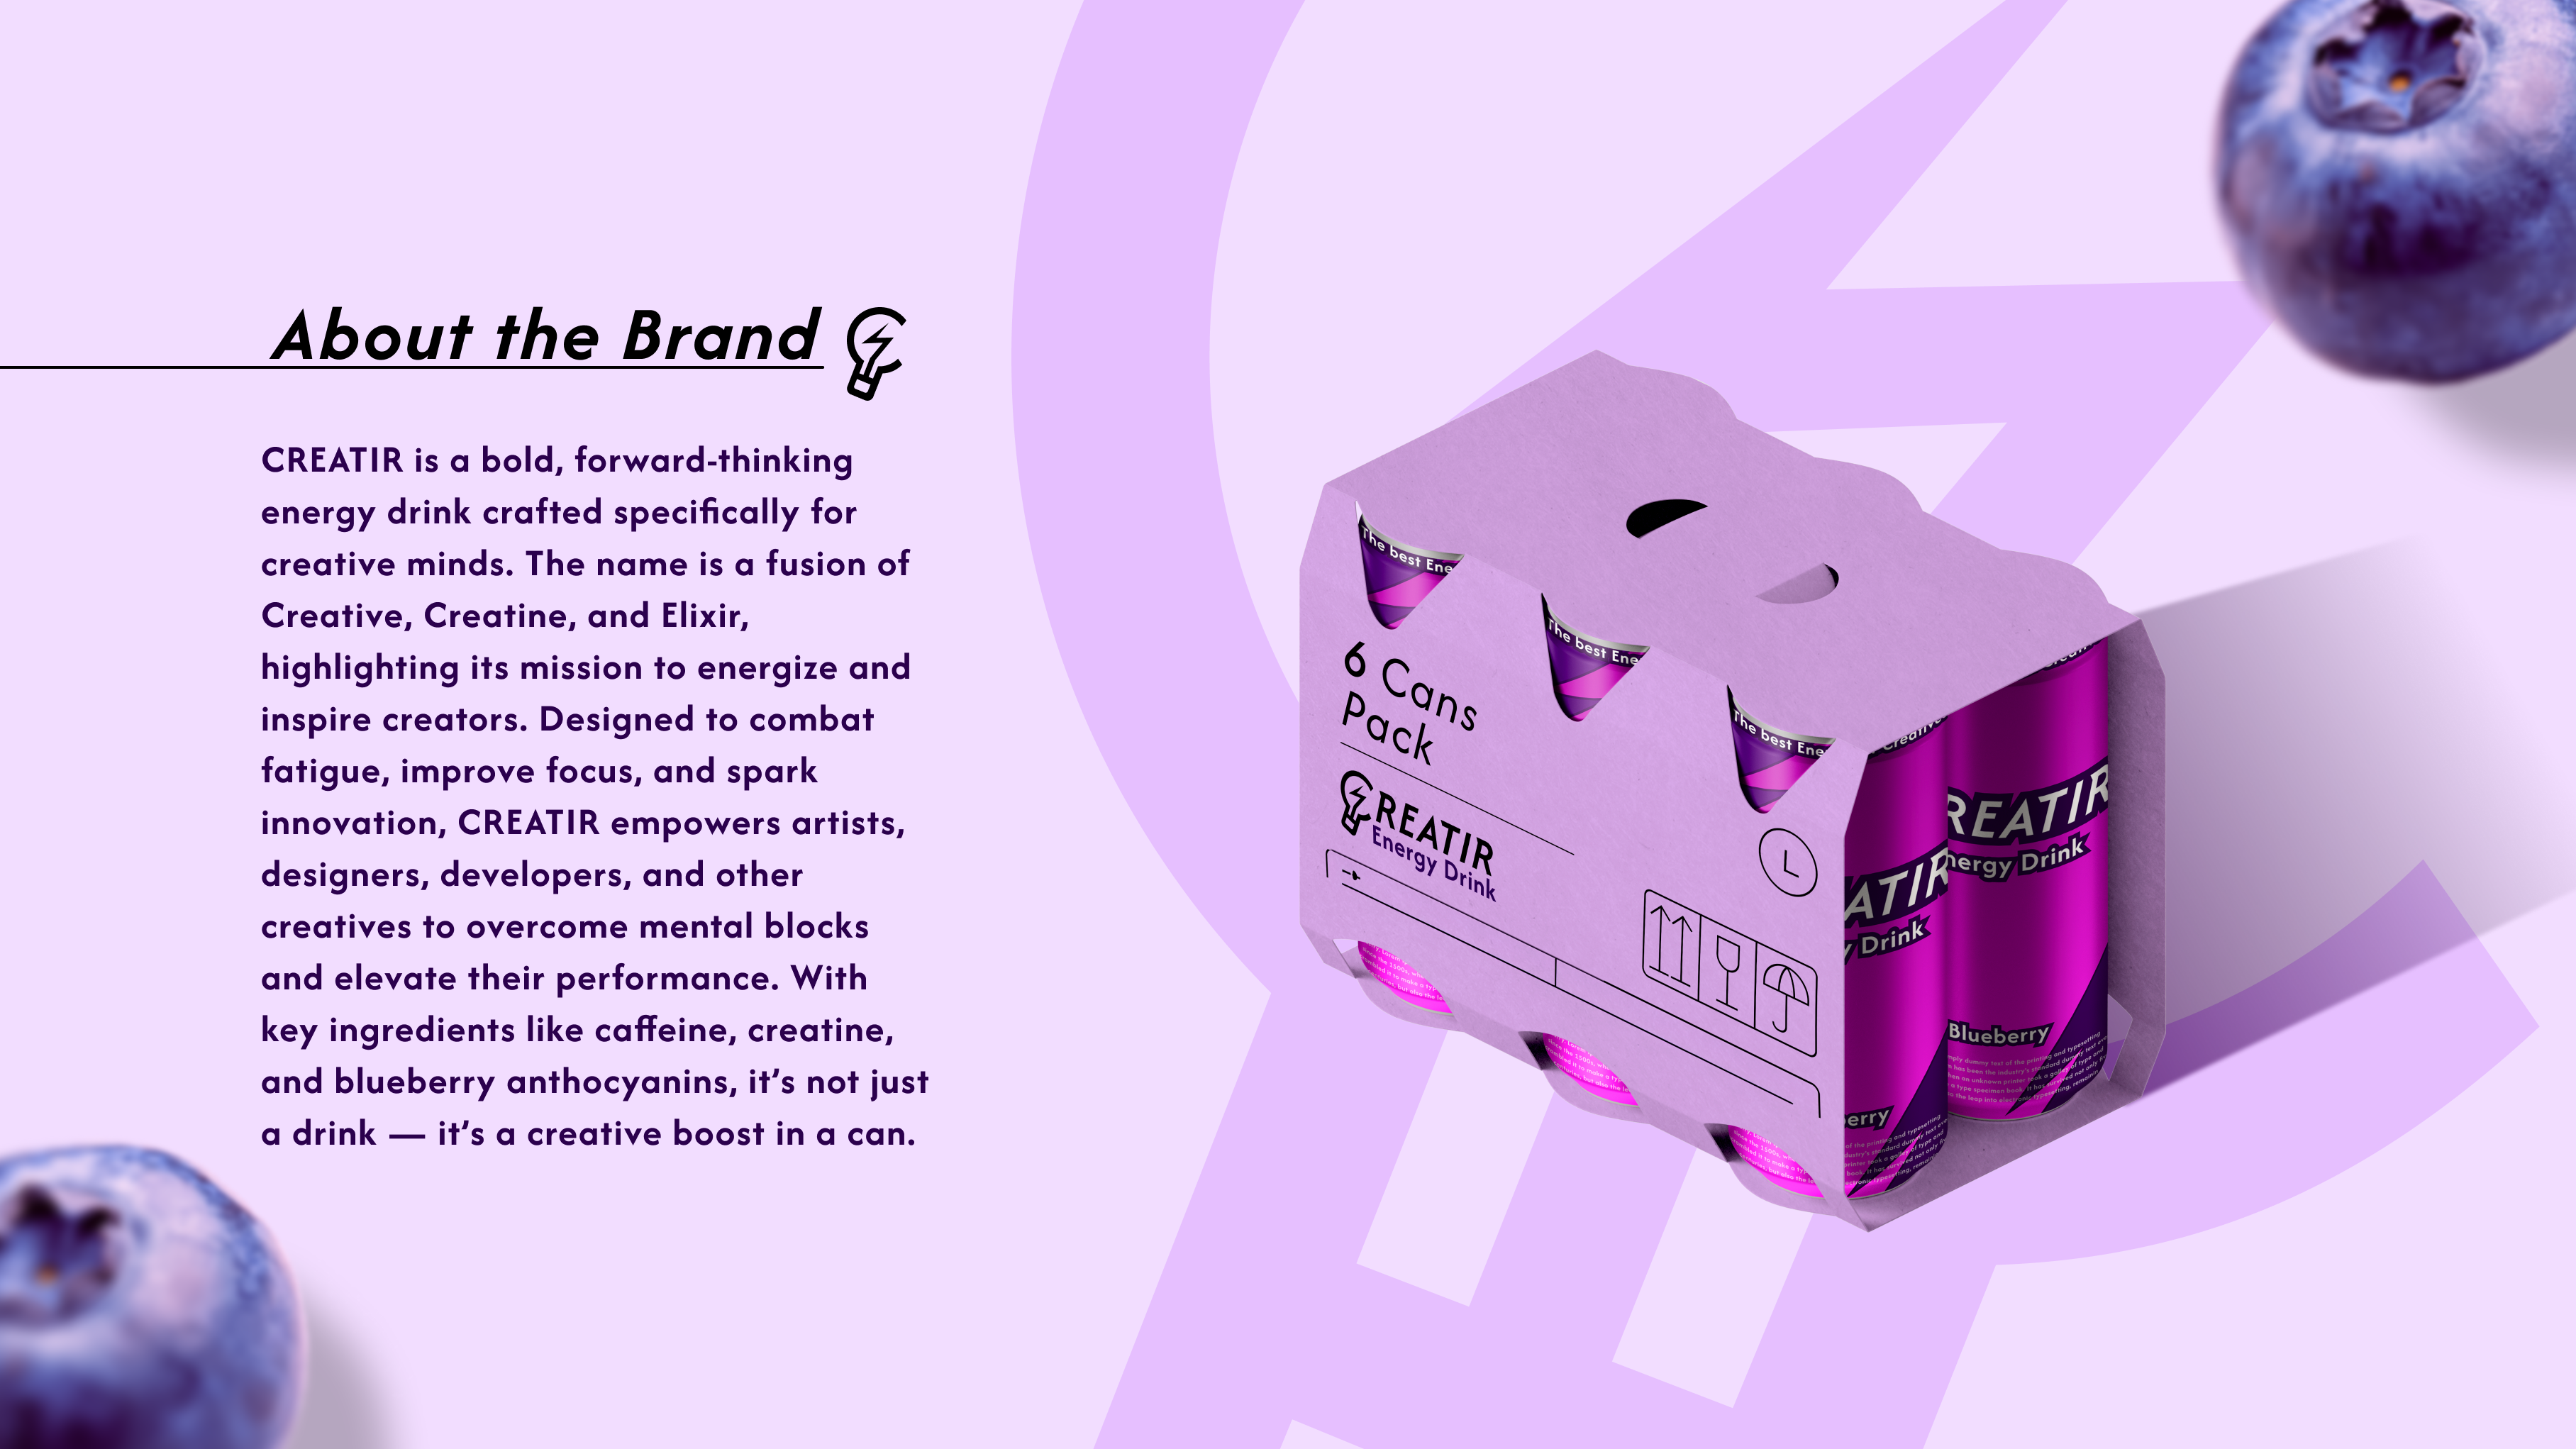 About the Brand
CREATIR is a bold, forward-thinking
energy drink crafted specifically for
creative minds. The name is a fusion of
Creative, Creatine, and Elixir,
highlighting its mission to energize and
inspire creators. Designed to combat
fatigue, improve focus, and spark
innovation, CREATIR empowers artists,
designers, developers, and other
creatives to overcome mental blocks
and elevate their performance. With
key ingredients like caffeine, creatine,
and blueberry anthocyanins, it’s not just
a drink — it’s a creative boost in a can.
The best Ene
The best Ene
The best Ene
6 Cans
Pack
CREATIR
Energy Drink
L
Creative
REATIR
nergy Drink
Blueberry
ATIR
y Drink
berry